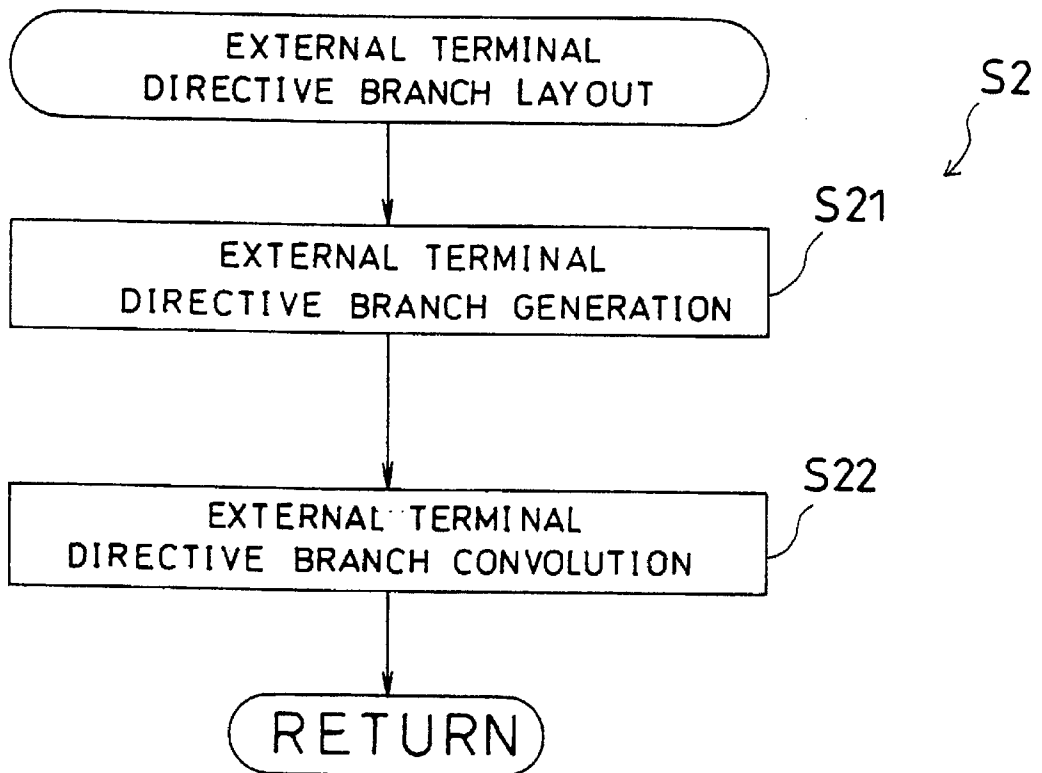 EXTERNAL TERMINAL
DIRECTIVE BRANCH LAYOUT
S2
S21
EXTERNAL TERMINAL
DIRECTIVE BRANCH GENERATION
S22
EXTERNAL TERMINAL
DIRECTIVE BRANCH CONVOLUTION
RETURN